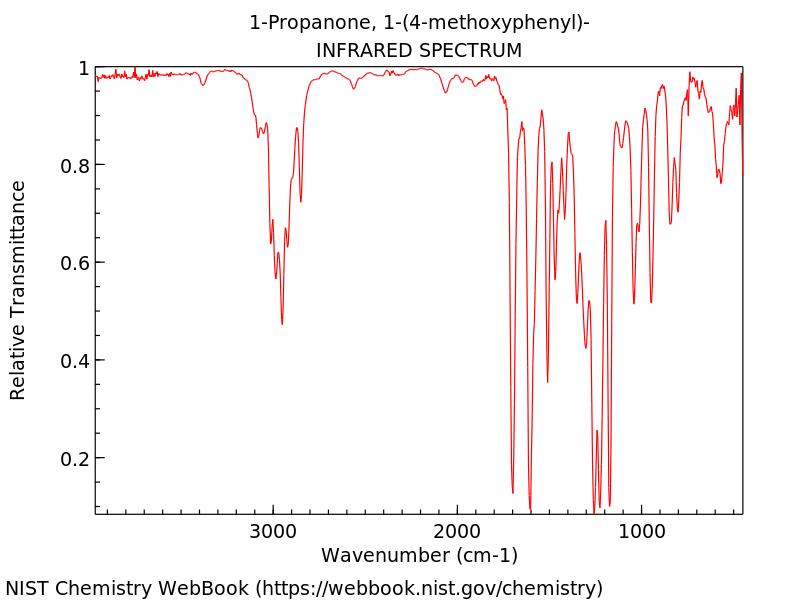 1-Propanone, 1-(4-methoxyphenyl)-
INFRARED SPECTRUM
1
0.8
0.6
0.4
0.2
Relative Transmittance
3000 2000 1000
Wavenumber (cm-1)
NIST Chemistry WebBook (https://webbook.nist.gov/chemistry)